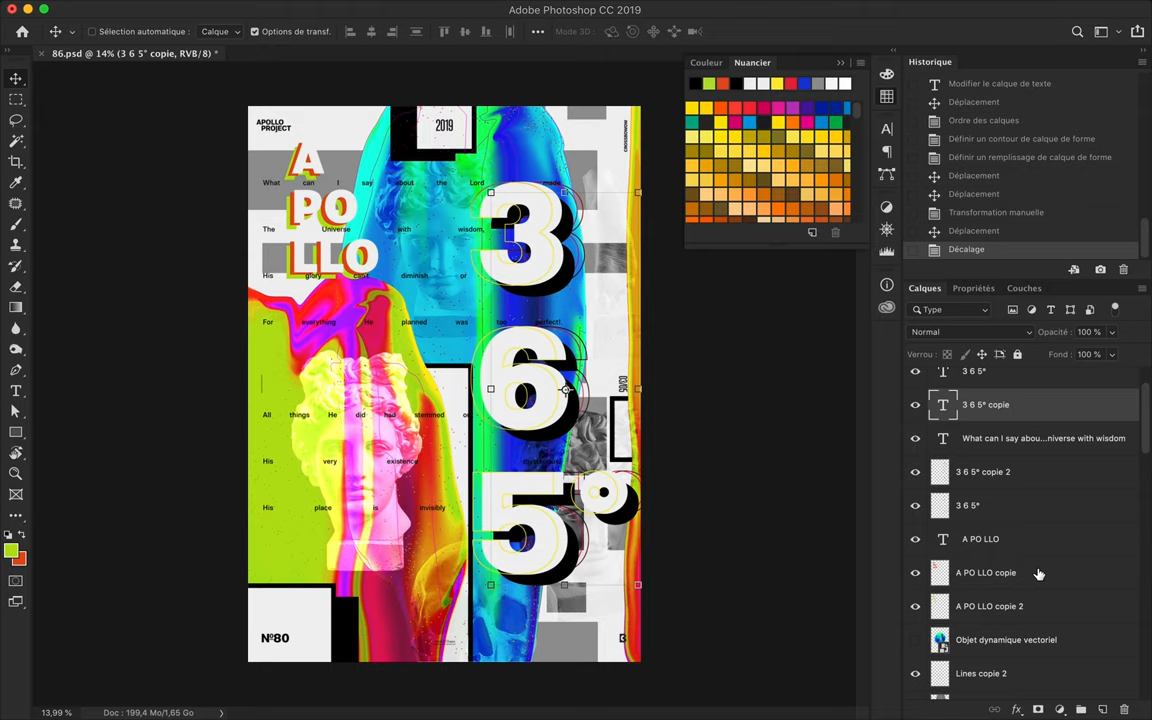 Adobe Photoshop CC 2019
Sélection automatique :
Calque
Options de transf.
Mode 3D :
86.psd @ 14% (3 6 5° copie, RVB/8) *
Couleur
Nuancier
Historique
Modifier le calque de texte
Déplacement
Ordre des calques
Définir un contour de calque de forme
Définir un remplissage de calque de forme
Déplacement
Déplacement
Transformation manuelle
Déplacement
Décalage
Calques
Propriétés
Couches
Type
Normal
Opacité : 100 %
Verrou :
Fond : 100 %
3 6 5°
3 6 5° copie
What can I say abou...niverse with wisdom
3 6 5° copie 2
3 6 5°
A PO LLO
A PO LLO copie
A PO LLO copie 2
Objet dynamique vectoriel
Lines copie 2
APOLLO
PROJECT
2019
A
PO
LLO
What can I say about the Lord made
The Universe with wisdom,
His glory can't diminish or
For everything He planned was too perfect!.
All things He did had stemmed
His very existence
His place is invisibly
3
6
5°
Nº80
13,99 %
Doc : 199,4 Mo/1,65 Go